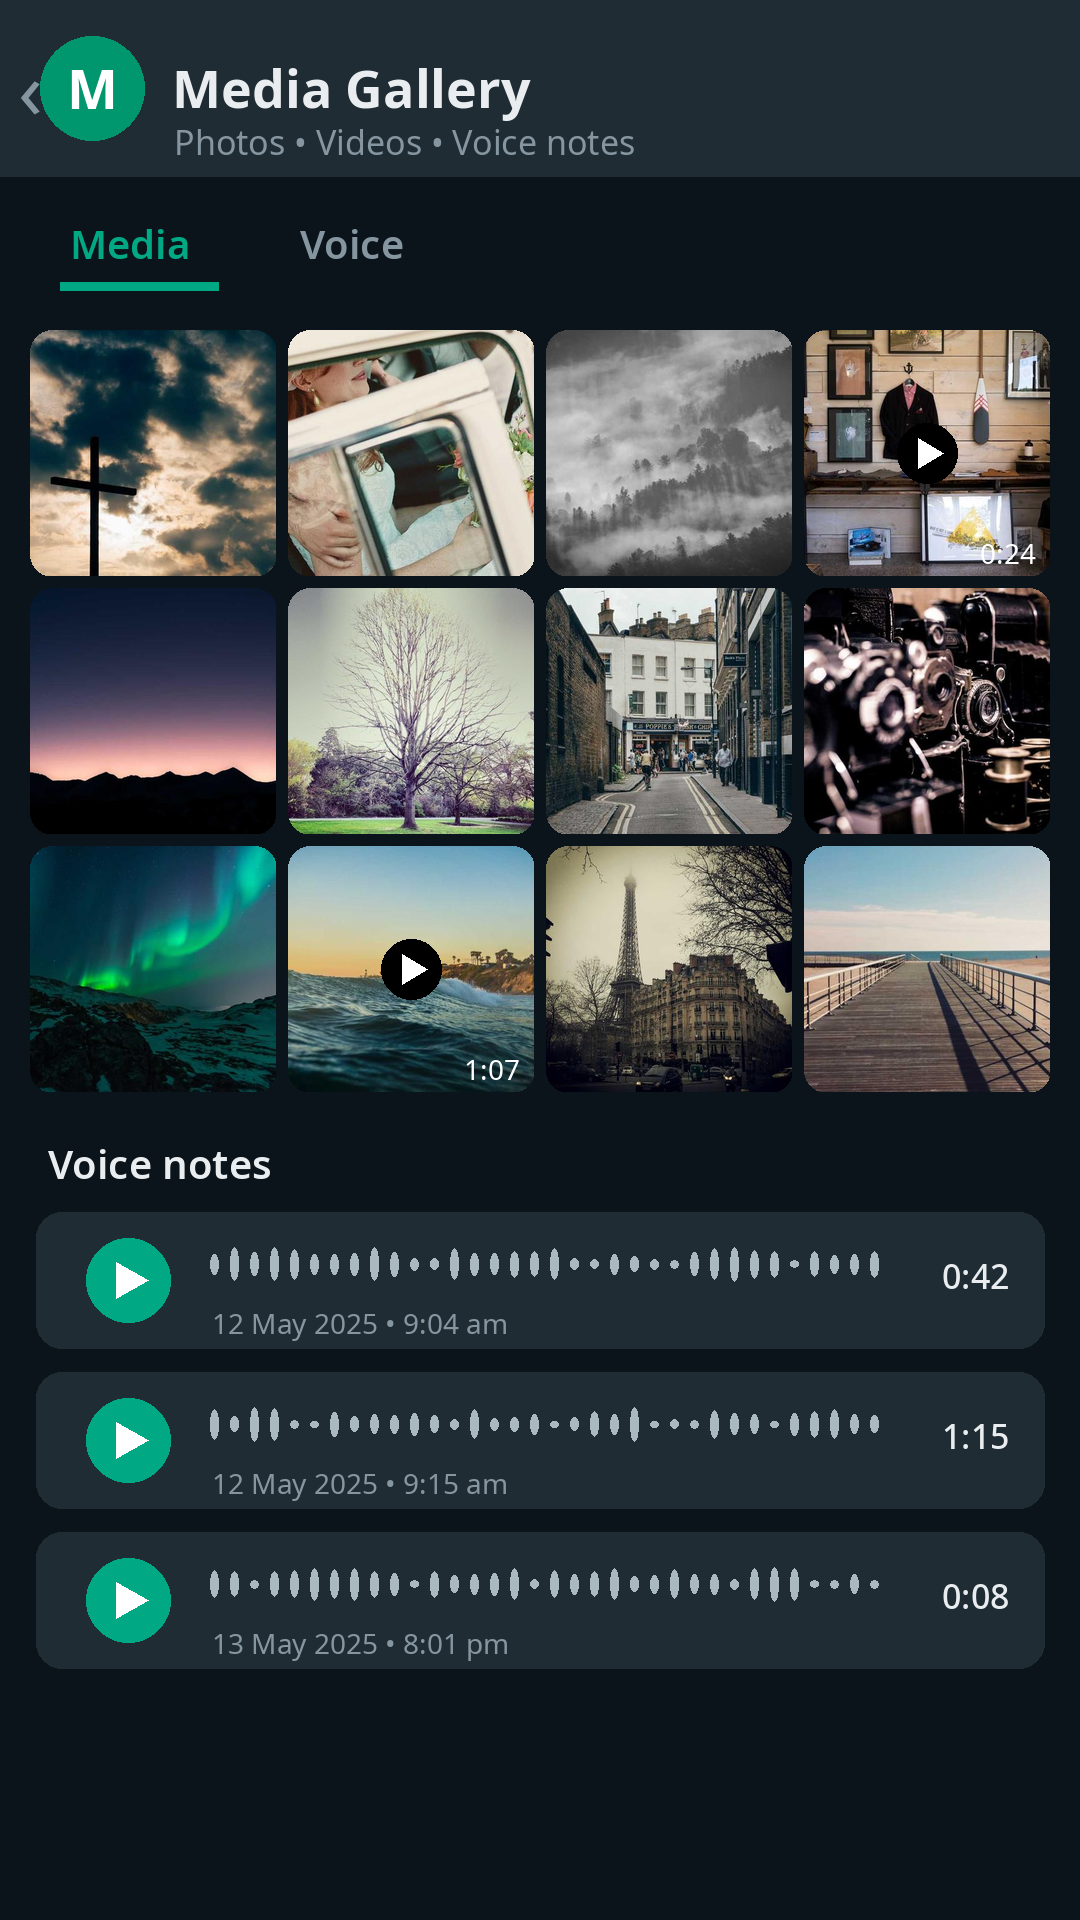 M
Media Gallery
Photos • Videos • Voice notes
Media Voice
0:24
POPPIE'S
1:07
Voice notes
0:42
12 May 2025 • 9:04 am
1:15
12 May 2025 • 9:15 am
0:08
13 May 2025 • 8:01 pm